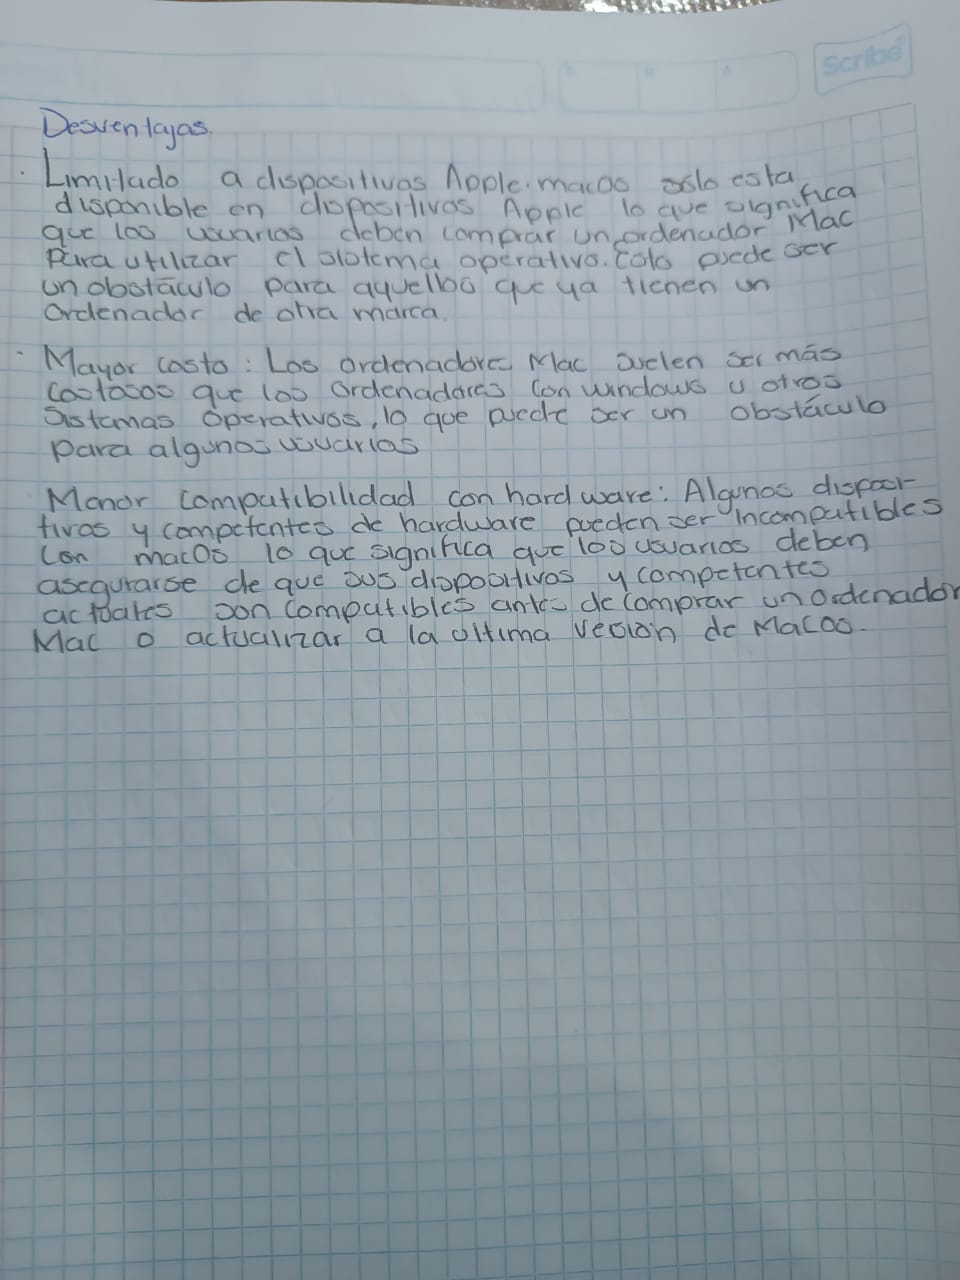 Scribe
Desventajas.
· Limitado a dispositivos Apple: macos solo esta
disponible en dispositivos Apple lo que significa
que los usuarios deben comprar un ordenador Mac
para utilizar el sistema operativo. Esto puede ser
un obstáculo para aquellos que ya tienen un
ordenador de otra marca.
· Mayor costo: Los ordenadores Mac suelen ser más
costosos que los ordenadores con windows u otros
sistemas operativos, lo que puede ser un obstáculo
para algunos usuarios
Menor compatibilidad con hardware: Algunos disposi-
tivos y competentes de hardware pueden ser incompatibles
con macOS lo que significa que los usuarios deben
asegurarse de que sus dispositivos y competentes
actuales son compatibles antes de comprar un ordenador
Mac o actualizar a la ultima version de MacOS.